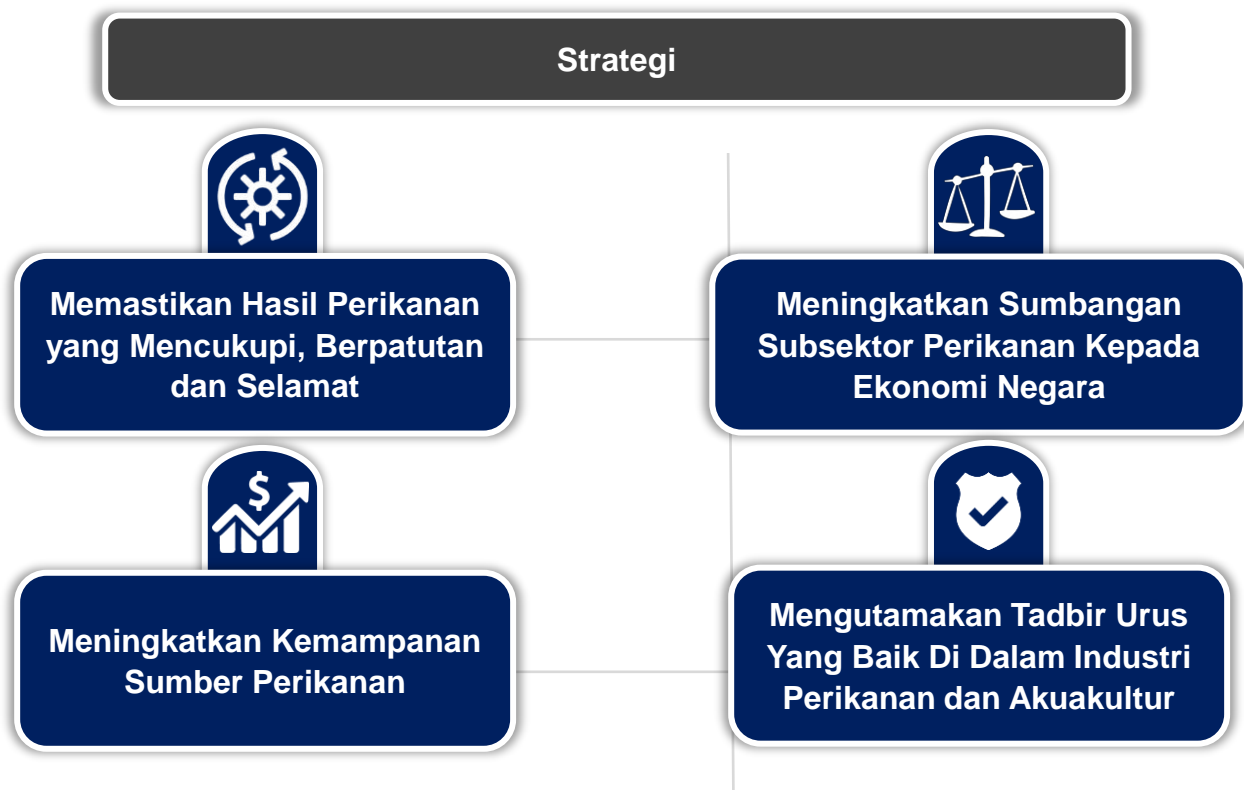 Strategi
Memastikan Hasil Perikanan
yang Mencukupi, Berpatutan
dan Selamat
Meningkatkan Sumbangan
Subsektor Perikanan Kepada
Ekonomi Negara
$
Meningkatkan Kemampanan
Sumber Perikanan
Mengutamakan Tadbir Urus
Yang Baik Di Dalam Industri
Perikanan dan Akuakultur